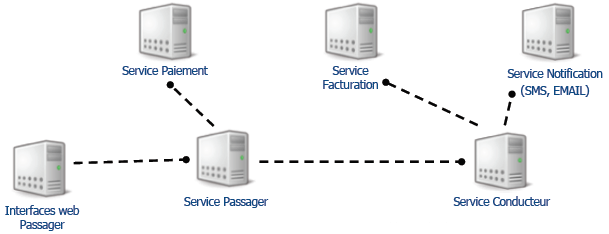 Service Paiement
Service
Facturation
Service Notification
(SMS, EMAIL)
Interfaces web
Passager
Service Passager
Service Conducteur